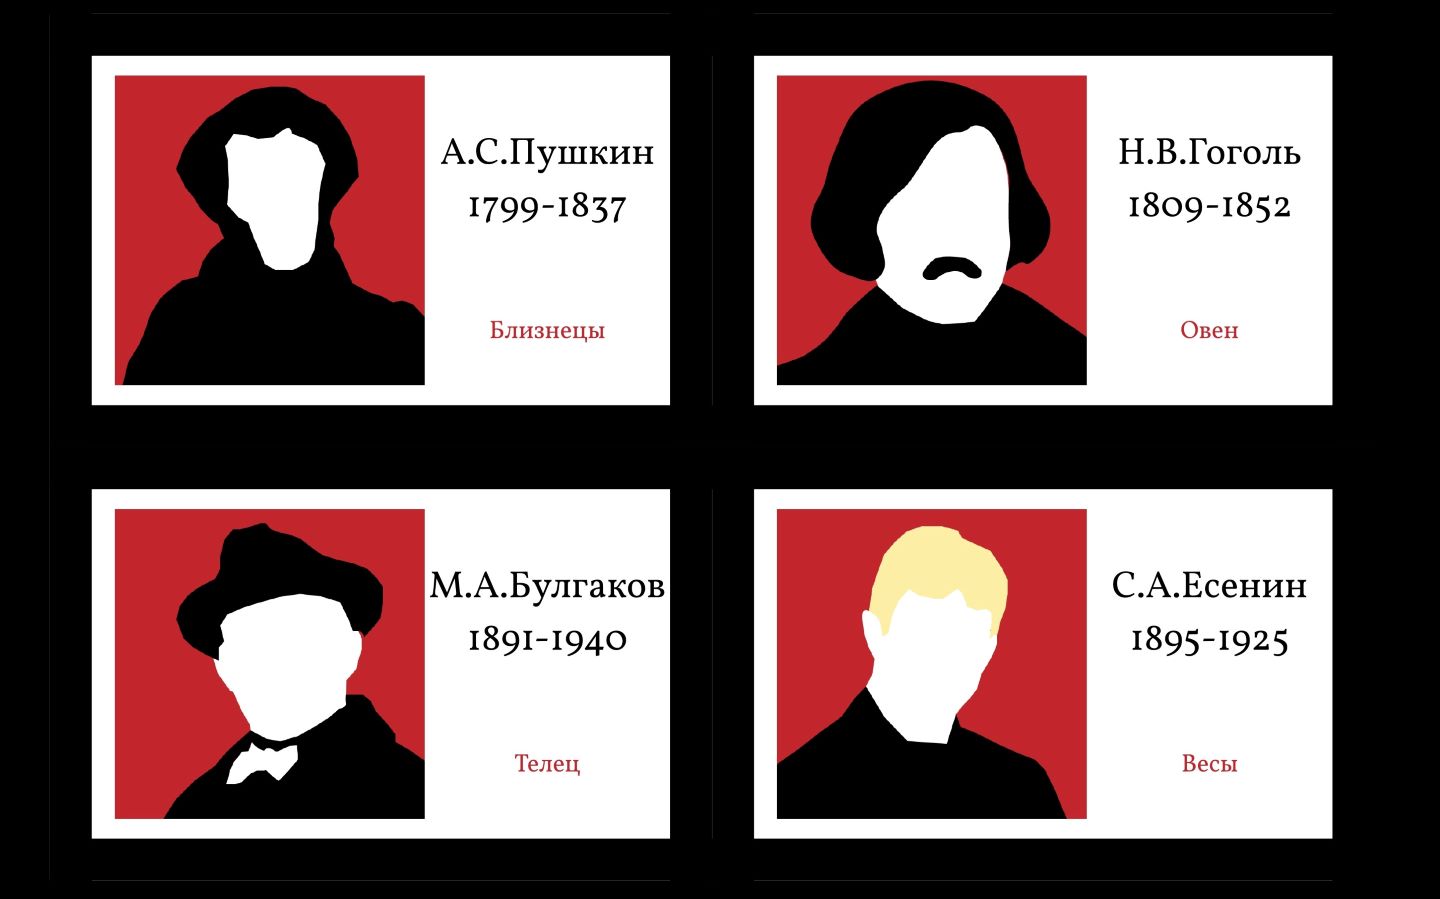 А.С.Пушкин
1799-1837
Близнецы
Н.В.Гоголь
1809-1852
Овен
М.А.Булгаков
1891-1940
Телец
С.А.Есенин
1895-1925
Весы